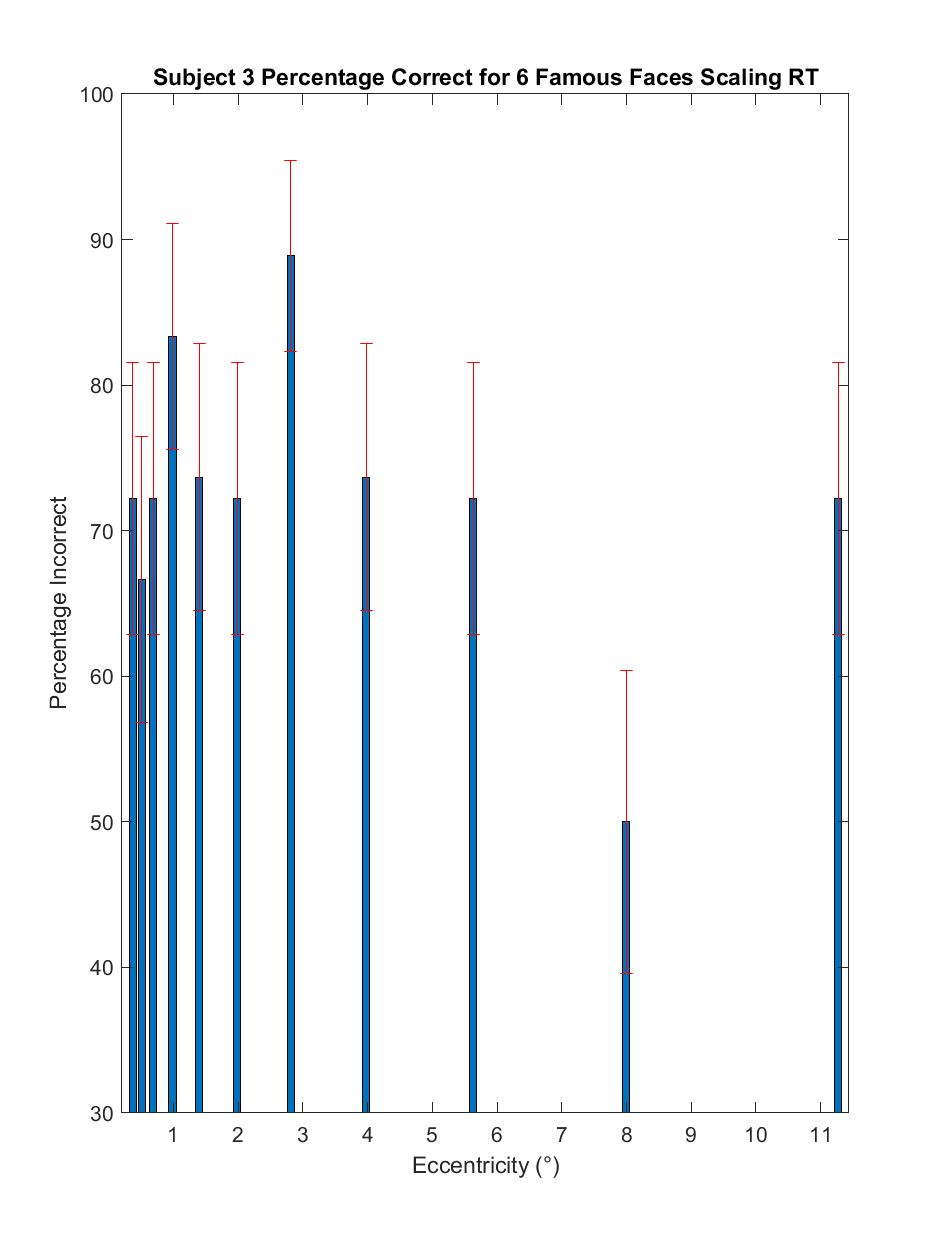 Subject 3 Percentage Correct for 6 Famous Faces Scaling RT
100
90
80
70
60
50
40
30
Percentage Incorrect
1 2 3 4 5 6 7 8 9 10 11
Eccentricity (°)